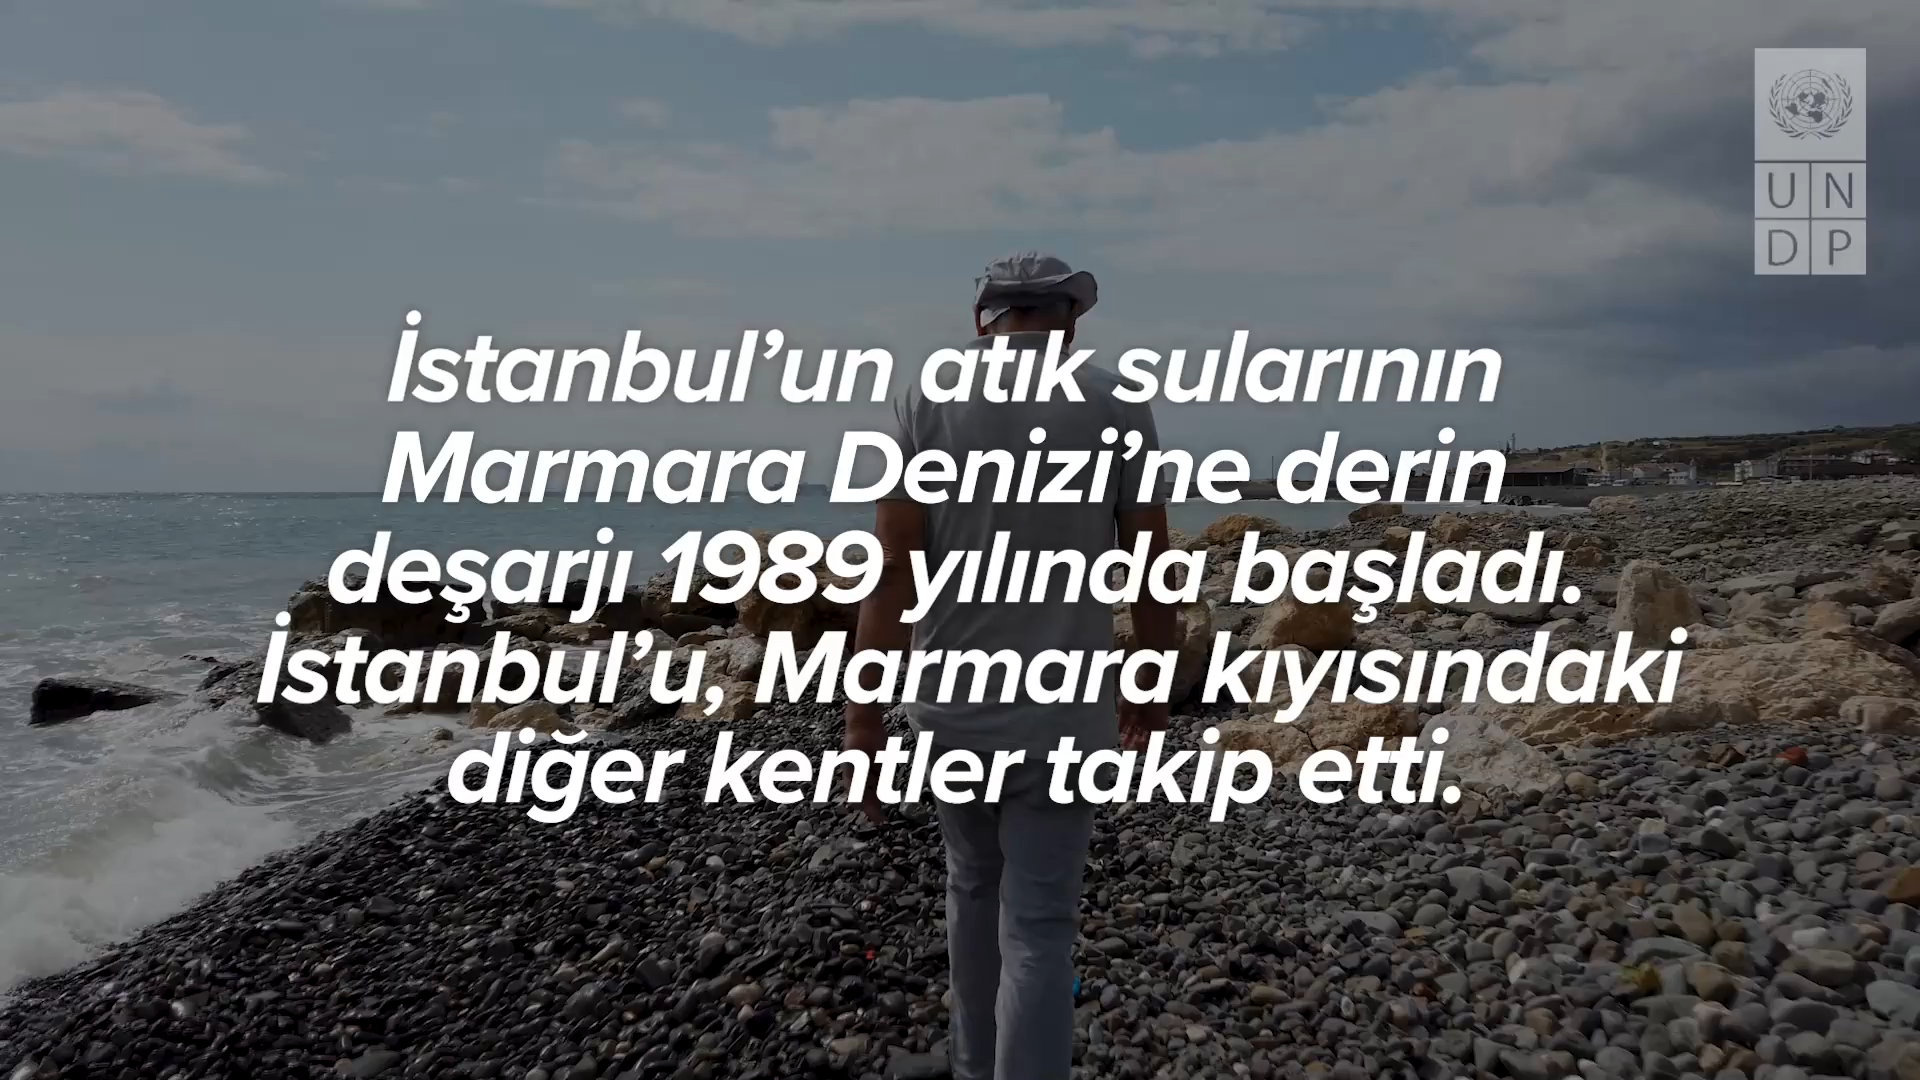 İstanbul’un atık sularının
Marmara Denizi’ne derin
deşarjı 1989 yılında başladı.
İstanbul’u, Marmara kıyısındaki
diğer kentler takip etti.
U N
D P